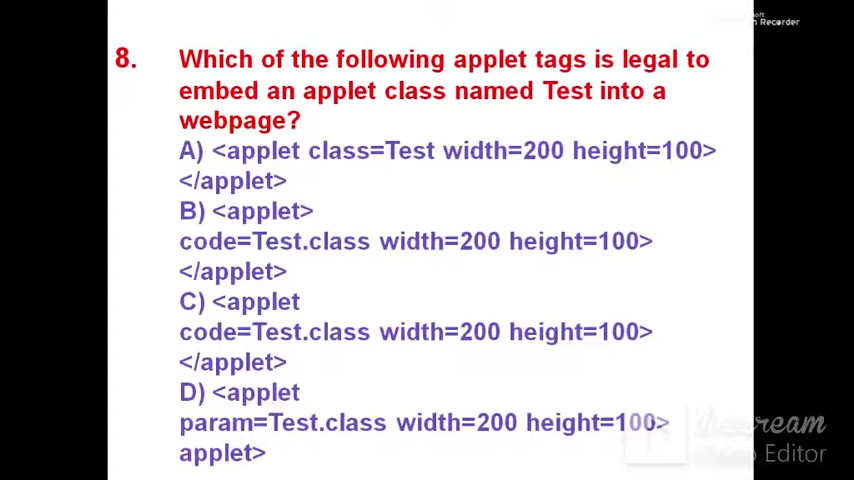 Recorder
8. Which of the following applet tags is legal to
embed an applet class named Test into a
webpage?
A) <applet class=Test width=200 height=100>
</applet>
B) <applet>
code=Test.class width=200 height=100>
</applet>
C) <applet
code=Test.class width=200 height=100>
</applet>
D) <applet
param=Test.class width=200 height=100>
applet>
Editor